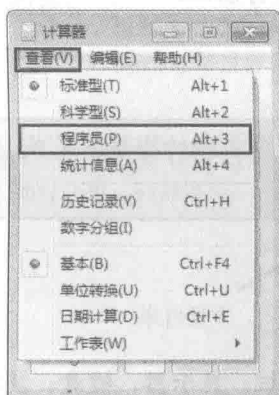 计算器
查看(V) 编辑(E) 帮助(H)
标准型(T) Alt+1
科学型(S) Alt+2
程序员(P) Alt+3
统计信息(A) Alt+4
历史记录(Y) Ctrl+H
数字分组(I)
基本(B) Ctrl+F4
单位转换(U) Ctrl+U
日期计算(D) Ctrl+E
工作表(W)